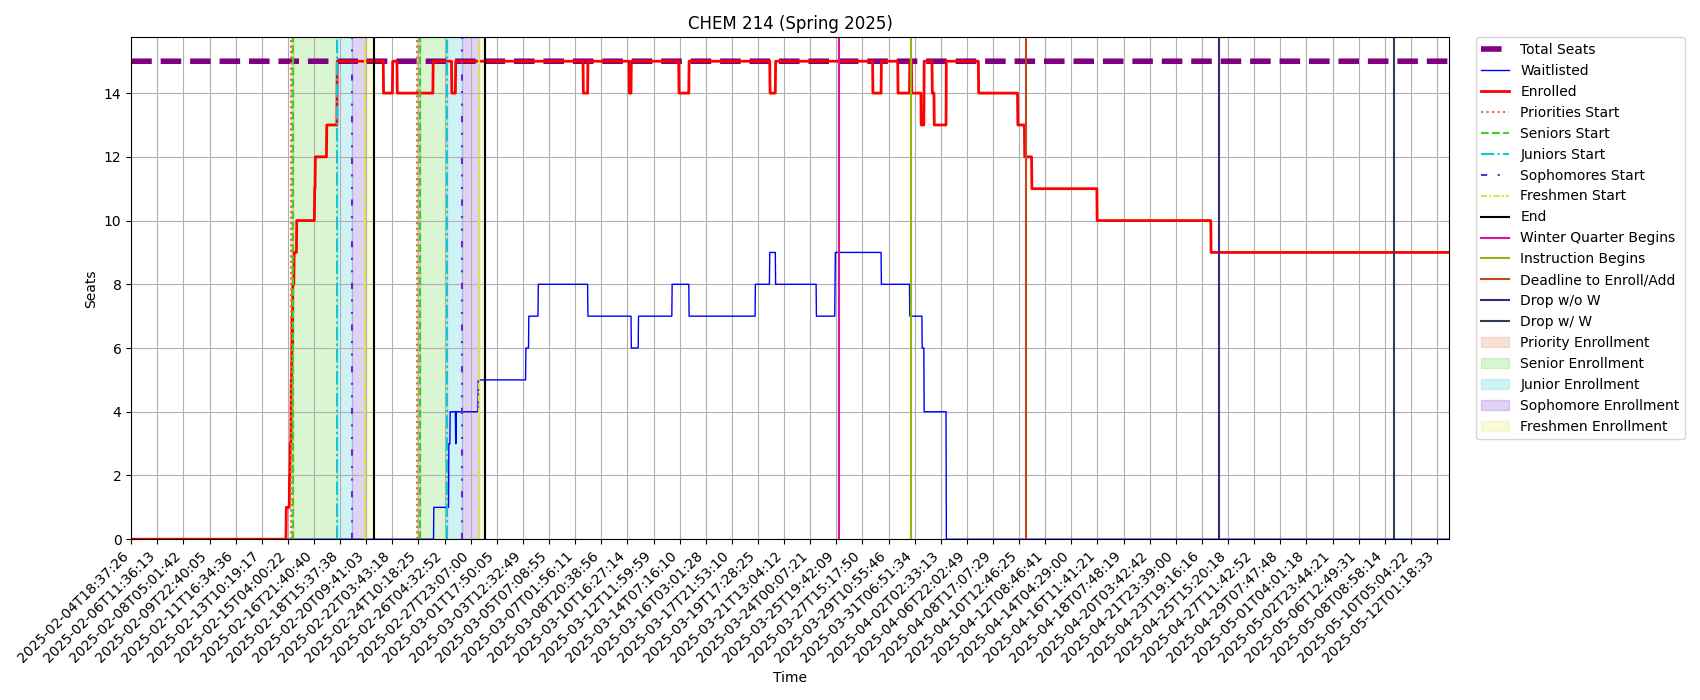 CHEM 214 (Spring 2025)
Seats
14
12
10
8
6
4
2
0
2025-02-04T18:37:26
2025-02-06T11:36:13
2025-02-08T05:01:42
2025-02-09T22:40:05
2025-02-11T16:34:36
2025-02-13T10:19:17
2025-02-15T04:00:22
2025-02-16T21:40:40
2025-02-18T15:37:38
2025-02-20T09:41:03
2025-02-22T03:43:18
2025-02-24T10:18:25
2025-02-26T04:32:52
2025-02-27T23:07:00
2025-03-01T17:50:05
2025-03-03T12:32:49
2025-03-05T07:08:55
2025-03-07T01:56:11
2025-03-08T20:38:56
2025-03-10T16:27:14
2025-03-12T11:59:59
2025-03-14T07:16:10
2025-03-16T03:01:28
2025-03-17T21:53:10
2025-03-19T17:28:25
2025-03-21T13:04:12
2025-03-24T00:07:21
2025-03-25T19:42:09
2025-03-27T15:17:50
2025-03-29T10:55:46
2025-03-31T06:51:34
2025-04-02T02:33:13
2025-04-06T22:02:49
2025-04-08T17:07:29
2025-04-10T12:46:25
2025-04-12T08:46:41
2025-04-14T04:29:00
2025-04-16T11:41:21
2025-04-18T07:48:19
2025-04-20T03:42:42
2025-04-21T23:39:00
2025-04-23T19:16:16
2025-04-25T15:20:18
2025-04-27T11:42:52
2025-04-29T07:47:48
2025-05-01T04:01:18
2025-05-02T23:44:21
2025-05-06T12:49:31
2025-05-08T08:58:14
2025-05-10T05:04:22
2025-05-12T01:18:33
Time
Total Seats
Waitlisted
Enrolled
Priorities Start
Seniors Start
Juniors Start
Sophomores Start
Freshmen Start
End
Winter Quarter Begins
Instruction Begins
Deadline to Enroll/Add
Drop w/o W
Drop w/ W
Priority Enrollment
Senior Enrollment
Junior Enrollment
Sophomore Enrollment
Freshmen Enrollment